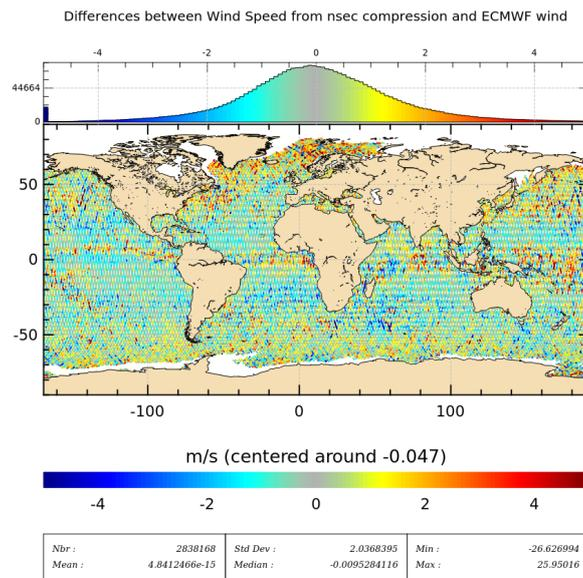 Differences between Wind Speed from nsec compression and ECMWF wind
-4 -2 0 2 4
44664
0
50
0
-50
-100 0 100
m/s (centered around -0.047)
-4 -2 0 2 4
Nbr : 2838168 Std Dev : 2.0368395 Min : -26.626994
Mean : 4.8412466e-15 Median : -0.0095284116 Max : 25.95016